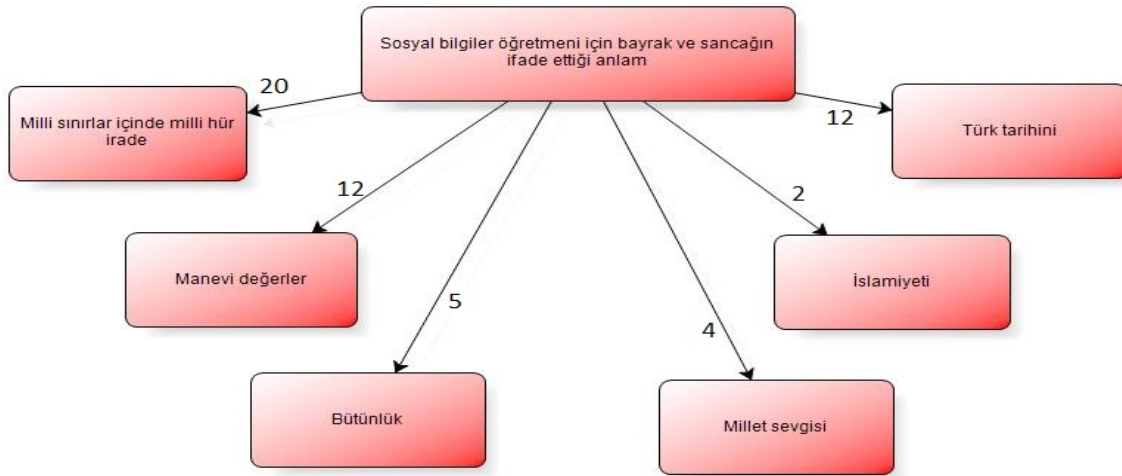 Sosyal bilgiler öğretmeni için bayrak ve sancağın
ifade ettiği anlam
20
12
Milli sınırlar içinde milli hür
irade
Türk tarihini
12
2
Manevi değerler
İslamiyeti
5
4
Bütünlük
Millet sevgisi